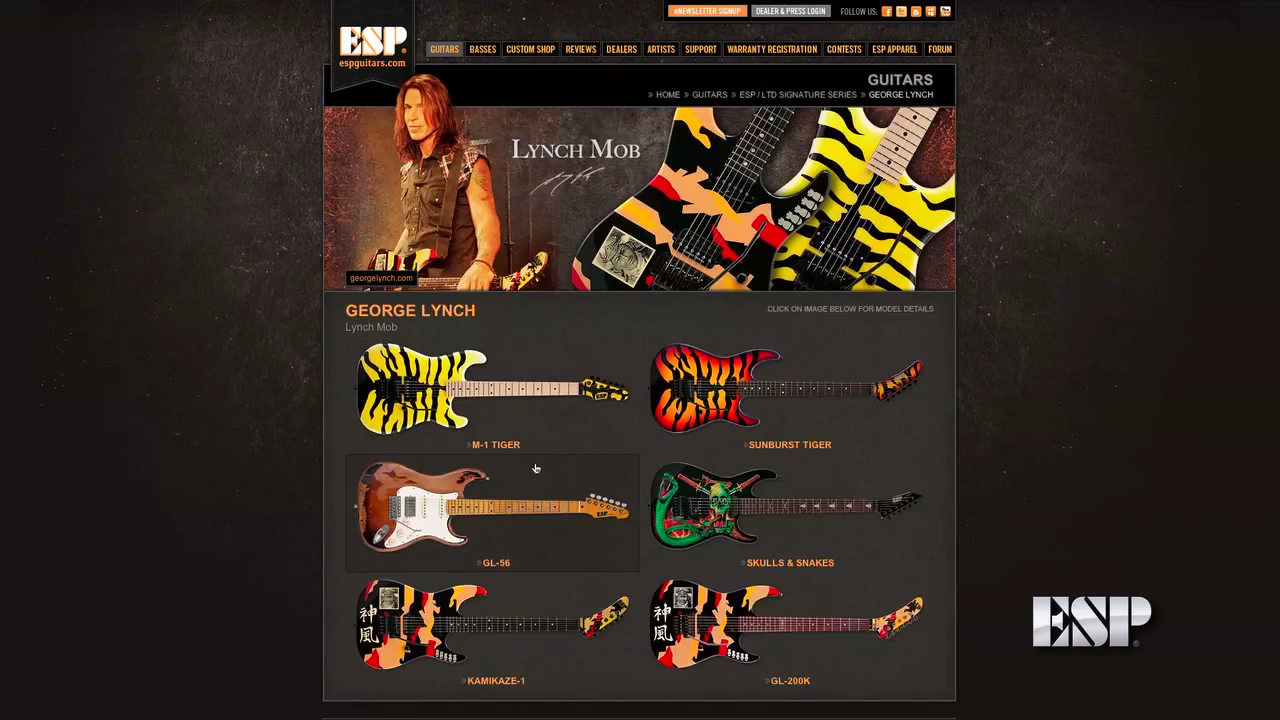 eNEWSLETTER SIGNUP DEALER & PRESS LOGIN FOLLOW US:
ESP
espguitars.com
GUITARS BASSES CUSTOM SHOP REVIEWS DEALERS ARTISTS SUPPORT WARRANTY REGISTRATION CONTESTS ESP APPAREL FORUM
GUITARS
» HOME » GUITARS » ESP / LTD SIGNATURE SERIES » GEORGE LYNCH
LYNCH MOB
georgelynch.com
GEORGE LYNCH
CLICK ON IMAGE BELOW FOR MODEL DETAILS
Lynch Mob
»M-1 TIGER
»SUNBURST TIGER
»GL-56
»SKULLS & SNAKES
神風
神風
»KAMIKAZE-1
»GL-200K
ESP®